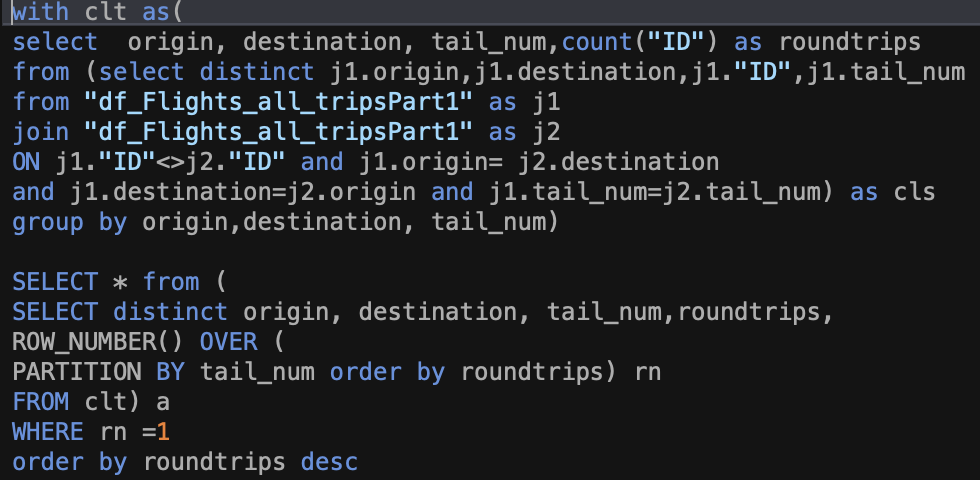 with clt as(
select  origin, destination, tail_num,count("ID") as roundtrips
from (select distinct j1.origin,j1.destination,j1."ID",j1.tail_num
from "df_Flights_all_tripsPart1" as j1
join "df_Flights_all_tripsPart1" as j2
ON j1."ID"<>j2."ID" and j1.origin= j2.destination
and j1.destination=j2.origin and j1.tail_num=j2.tail_num) as cls
group by origin,destination, tail_num)

SELECT * from (
SELECT distinct origin, destination, tail_num,roundtrips,
ROW_NUMBER() OVER (
PARTITION BY tail_num order by roundtrips) rn
FROM clt) a
WHERE rn =1
order by roundtrips desc